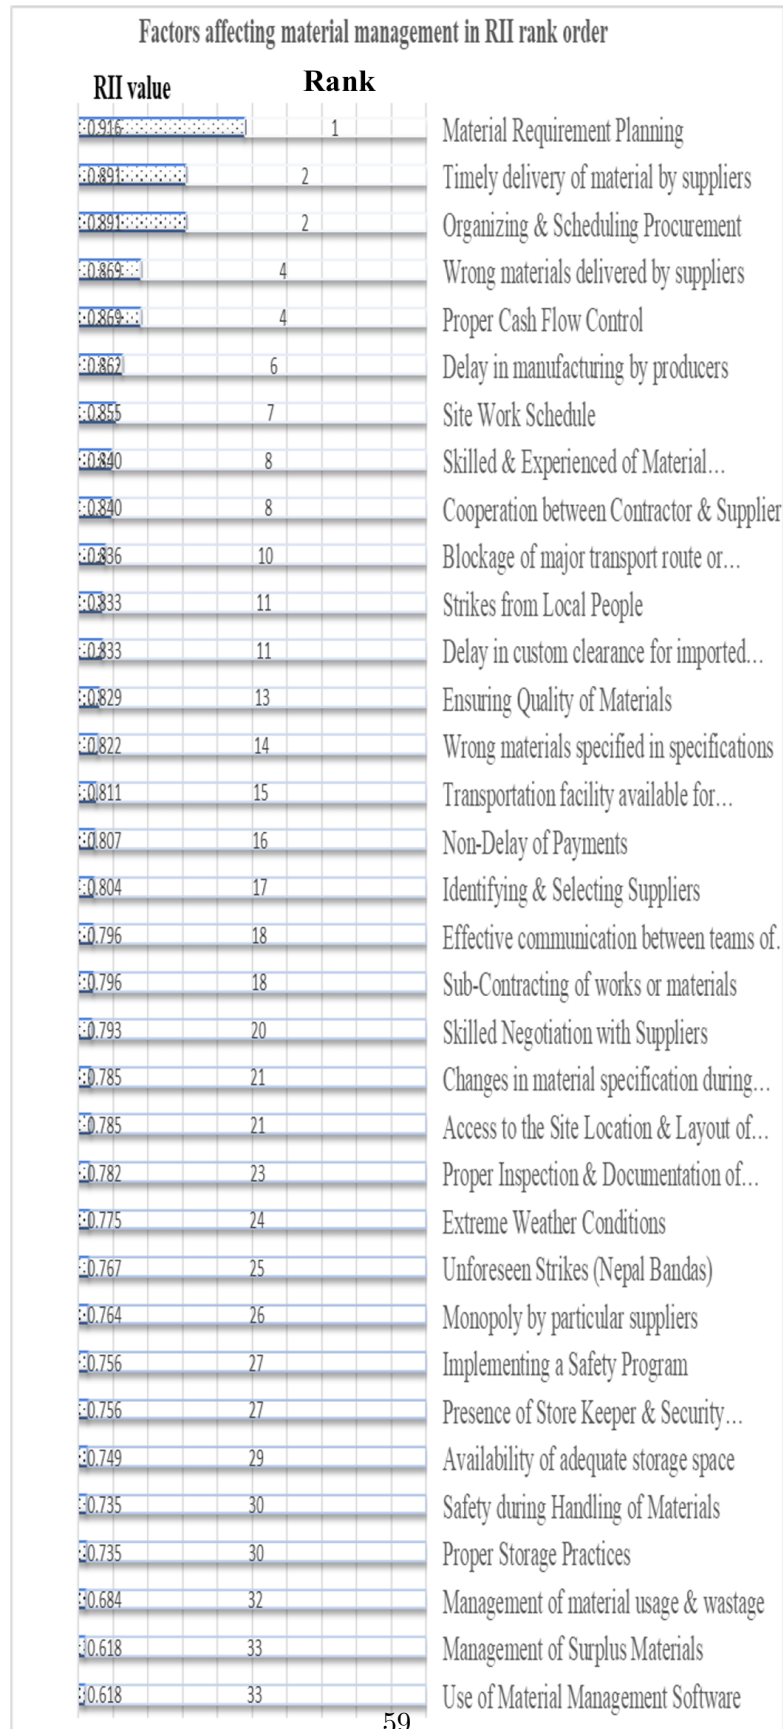 Factors affecting material management in RII rank order
RII value Rank
0.916 1 Material Requirement Planning
0.891 2 Timely delivery of material by suppliers
0.891 2 Organizing & Scheduling Procurement
0.869 4 Wrong materials delivered by suppliers
0.869 4 Proper Cash Flow Control
0.862 6 Delay in manufacturing by producers
0.855 7 Site Work Schedule
0.840 8 Skilled & Experienced of Material...
0.840 8 Cooperation between Contractor & Supplier
0.836 10 Blockage of major transport route or...
0.833 11 Strikes from Local People
0.833 11 Delay in custom clearance for imported...
0.829 13 Ensuring Quality of Materials
0.822 14 Wrong materials specified in specifications
0.811 15 Transportation facility available for...
0.807 16 Non-Delay of Payments
0.804 17 Identifying & Selecting Suppliers
0.796 18 Effective communication between teams of.
0.796 18 Sub-Contracting of works or materials
0.793 20 Skilled Negotiation with Suppliers
0.785 21 Changes in material specification during...
0.785 21 Access to the Site Location & Layout of...
0.782 23 Proper Inspection & Documentation of...
0.775 24 Extreme Weather Conditions
0.767 25 Unforeseen Strikes (Nepal Bandas)
0.764 26 Monopoly by particular suppliers
0.756 27 Implementing a Safety Program
0.756 27 Presence of Store Keeper & Security...
0.749 29 Availability of adequate storage space
0.735 30 Safety during Handling of Materials
0.735 30 Proper Storage Practices
0.684 32 Management of material usage & wastage
0.618 33 Management of Surplus Materials
0.618 33 Use of Material Management Software
59